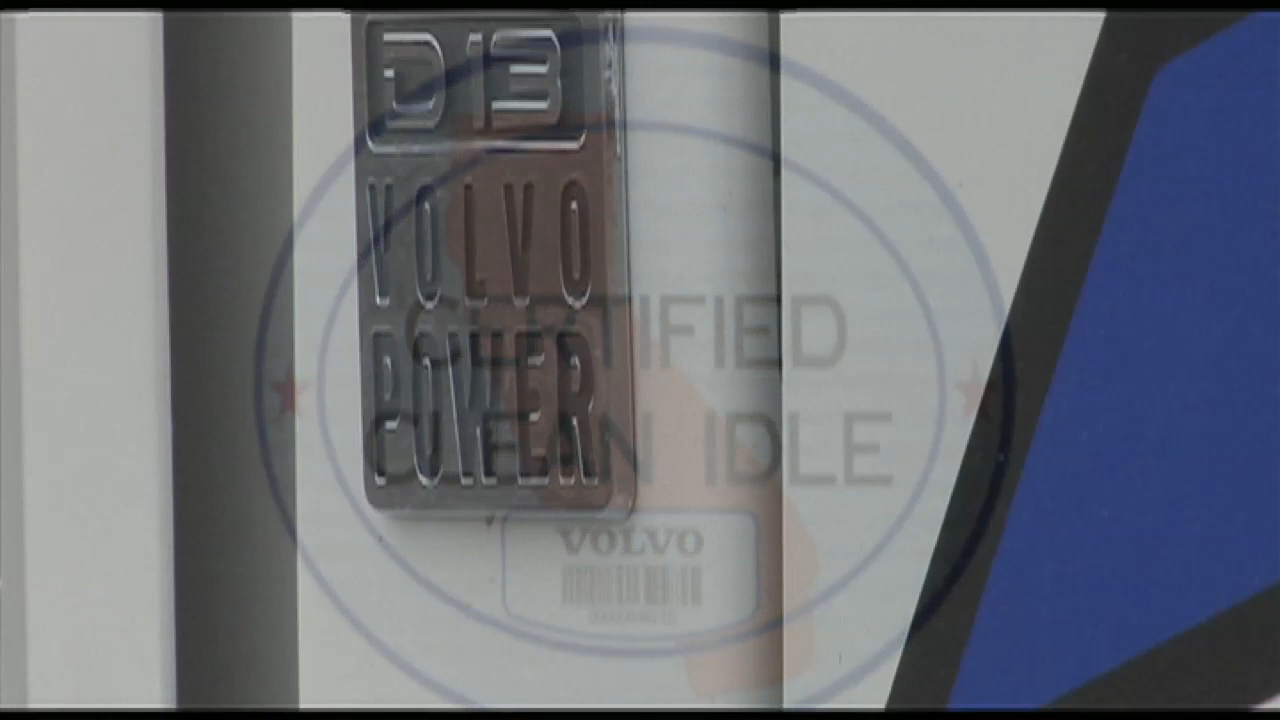 D13
VOLVO
POWER
CERTIFIED
CLEAN IDLE
VOLVO